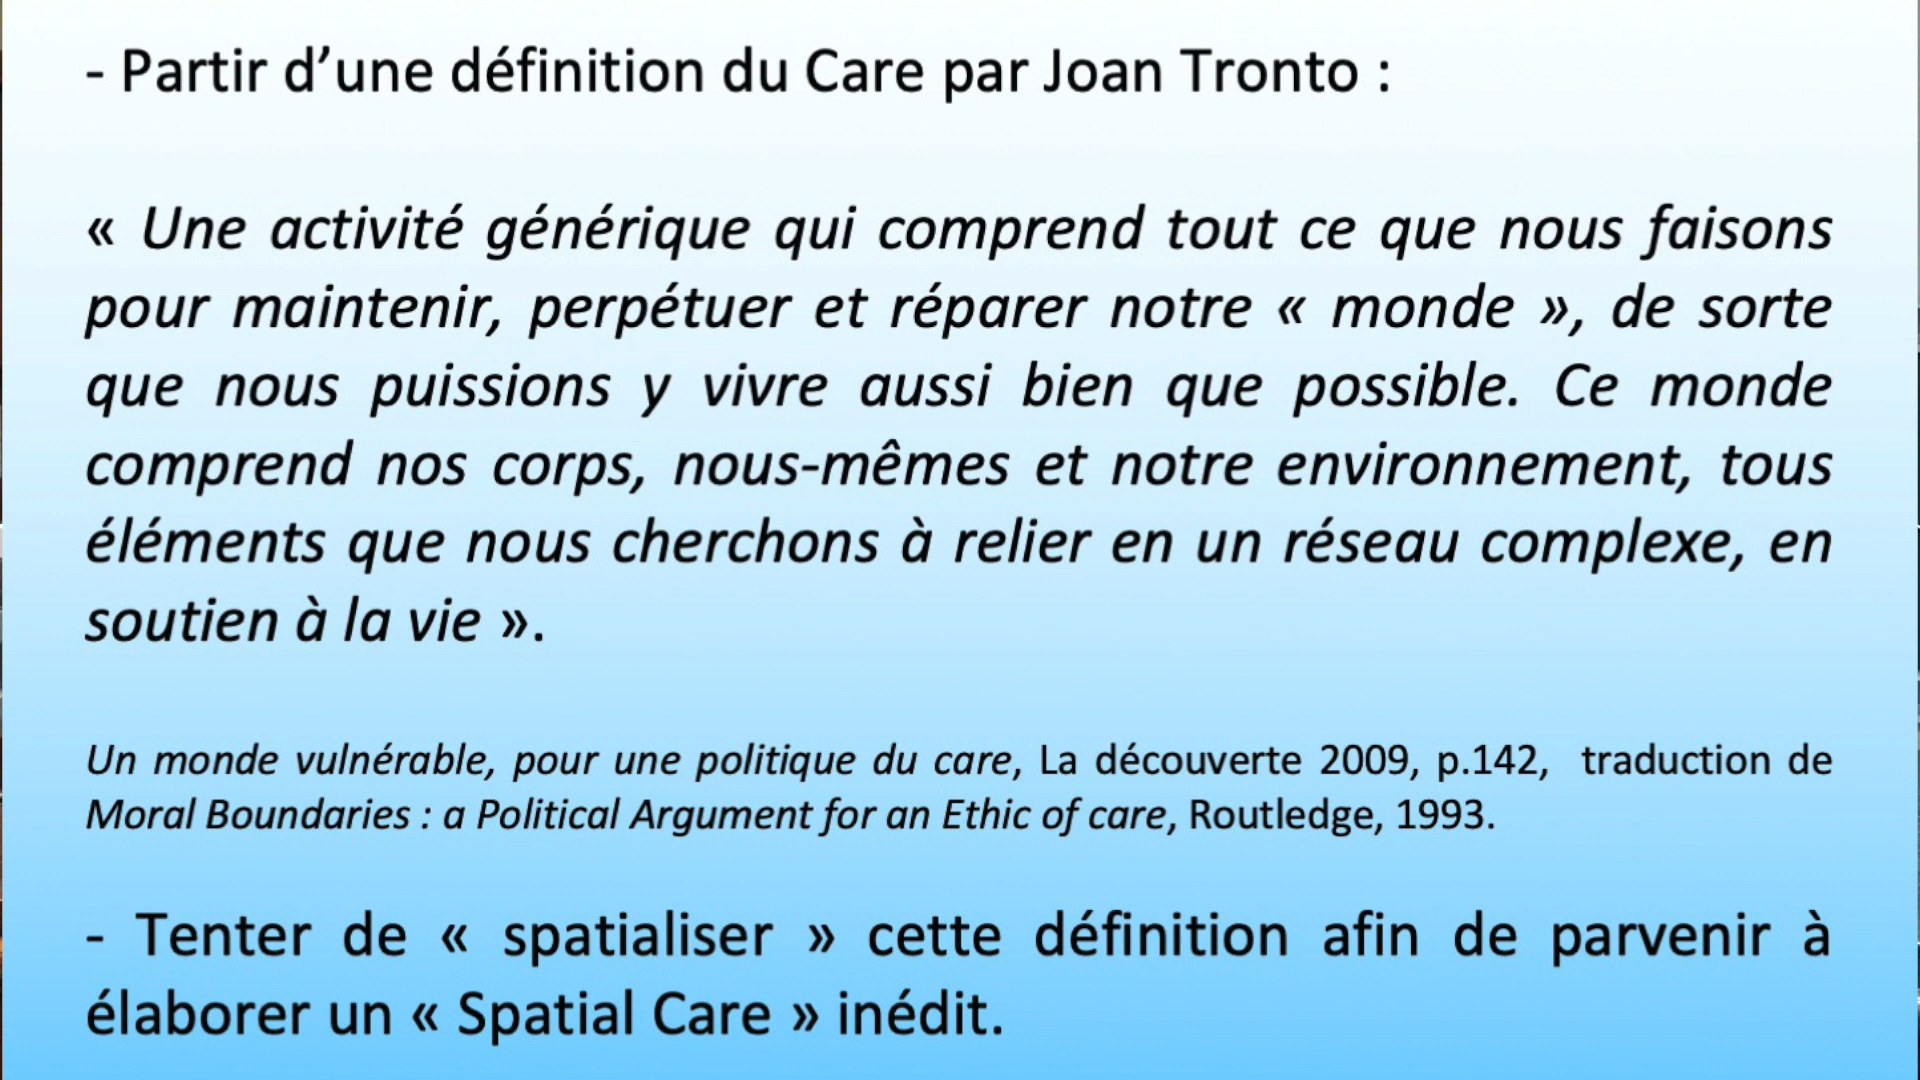 - Partir d’une définition du Care par Joan Tronto :
« Une activité générique qui comprend tout ce que nous faisons
pour maintenir, perpétuer et réparer notre « monde », de sorte
que nous puissions y vivre aussi bien que possible. Ce monde
comprend nos corps, nous-mêmes et notre environnement, tous
éléments que nous cherchons à relier en un réseau complexe, en
soutien à la vie ».
Un monde vulnérable, pour une politique du care, La découverte 2009, p.142, traduction de
Moral Boundaries : a Political Argument for an Ethic of care, Routledge, 1993.
- Tenter de « spatialiser » cette définition afin de parvenir à
élaborer un « Spatial Care » inédit.